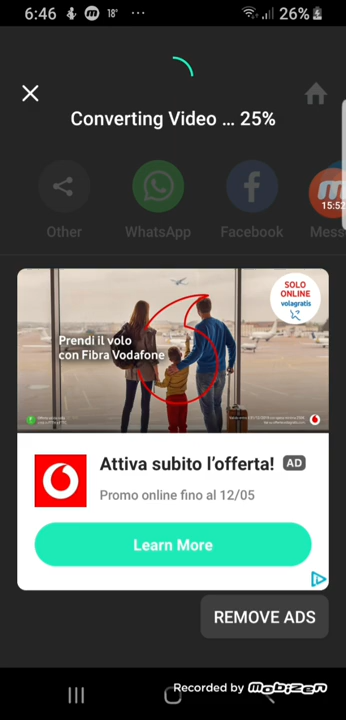 6:46
18°
26%
Converting Video ... 25%
Other
WhatsApp
Facebook
Mess
15:52
SOLO
ONLINE
volagratis
Prendi il volo
con Fibra Vodafone
Attiva subito l'offerta!
AD
Promo online fino al 12/05
Learn More
REMOVE ADS
Recorded by MOBIZEN